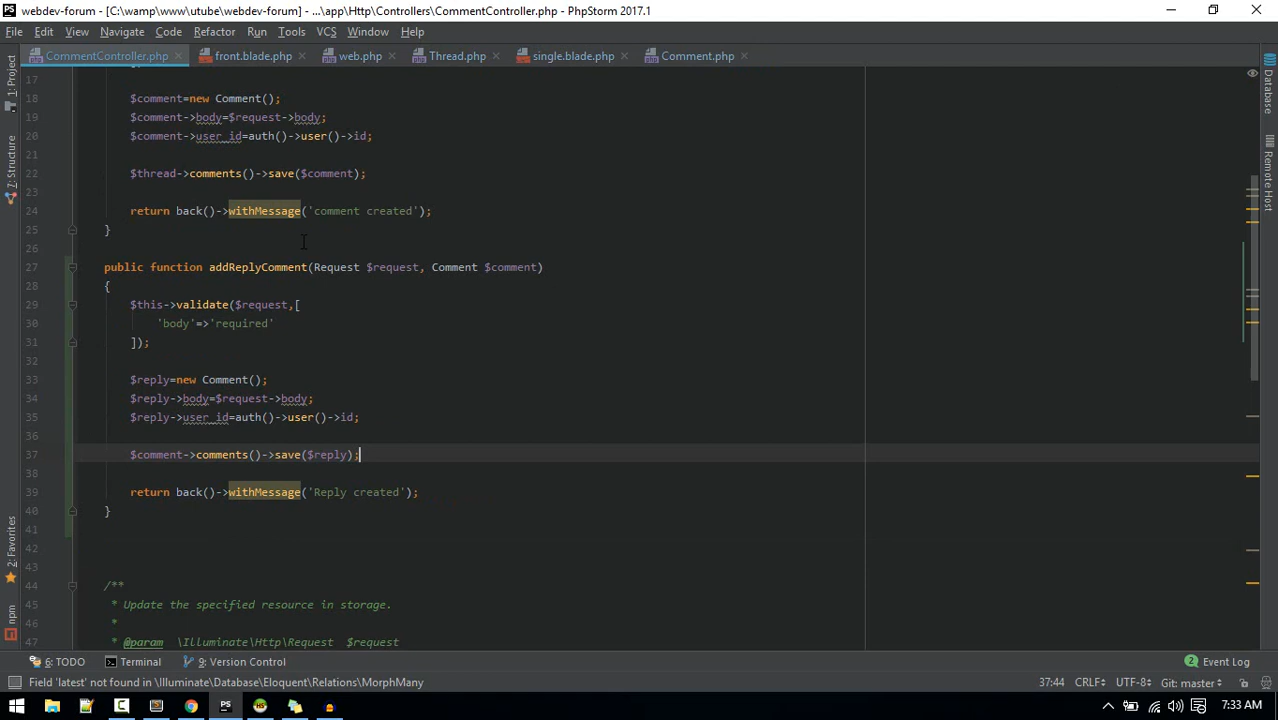 webdev-forum - [C:\wamp\www\utube\webdev-forum] - ...\app\Http\Controllers\CommentController.php - PhpStorm 2017.1
File Edit View Navigate Code Refactor Run Tools VCS Window Help
CommentController.php front.blade.php web.php Thread.php single.blade.php Comment.php
1: Project
7: Structure
2: Favorites
npm
Database
Remote Host
17
18 $comment=new Comment();
19 $comment->body=$request->body;
20 $comment->user_id=auth()->user()->id;
21
22 $thread->comments()->save($comment);
23
24 return back()->withMessage('comment created');
25 }
26
27 public function addReplyComment(Request $request, Comment $comment)
28 {
29 $this->validate($request,[
30 'body'=>'required'
31 ]);
32
33 $reply=new Comment();
34 $reply->body=$request->body;
35 $reply->user_id=auth()->user()->id;
36
37 $comment->comments()->save($reply);
38
39 return back()->withMessage('Reply created');
40 }
41
42
43
44 /**
45 * Update the specified resource in storage.
46 *
47 * @param \Illuminate\Http\Request $request
6: TODO Terminal 9: Version Control 2 Event Log
Field 'latest' not found in \Illuminate\Database\Eloquent\Relations\MorphMany 37:44 CRLF÷ UTF-8÷ Git: master÷
7:33 AM